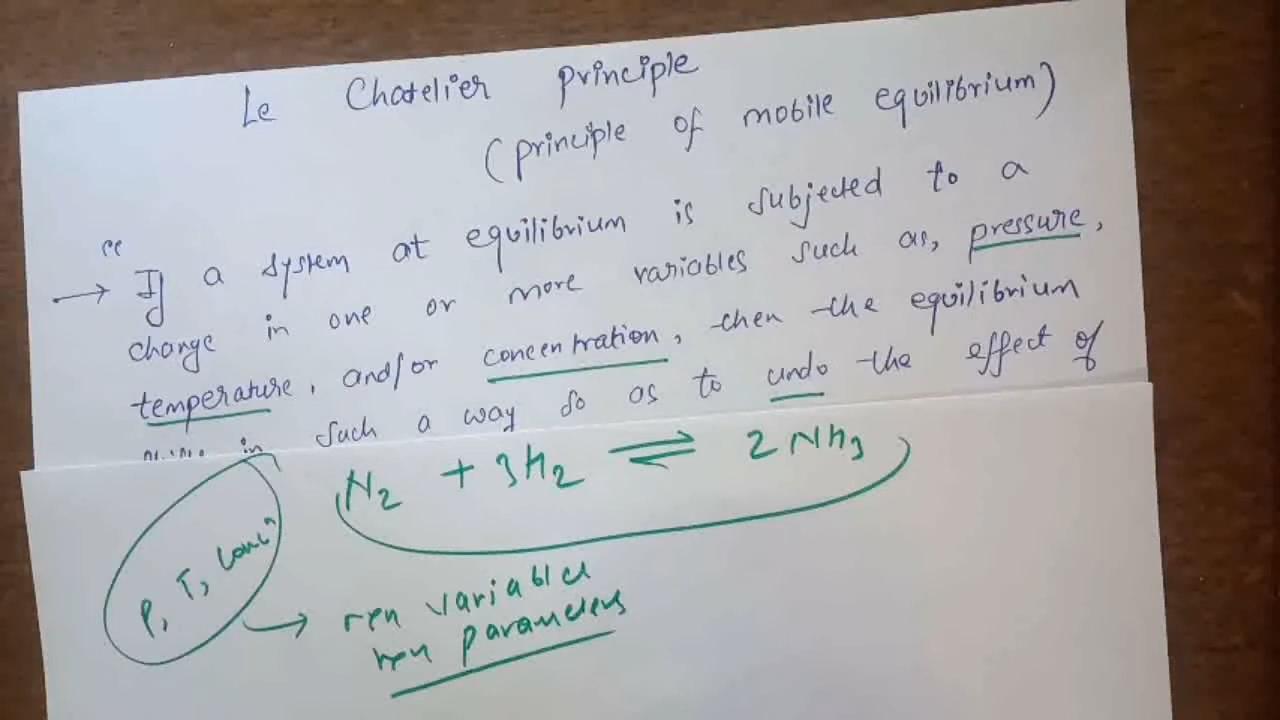 Le Chatelier principle
(principle of mobile equilibrium)
→ "If a system at equilibrium is subjected to a
change in one or more variables such as, pressure,
temperature, and/or concentration, then the equilibrium
in such a way so as to undo the effect of
N2 + 3H2 ⇌ 2NH3
P, T, Concn
→ rxn variables
rxn parameters